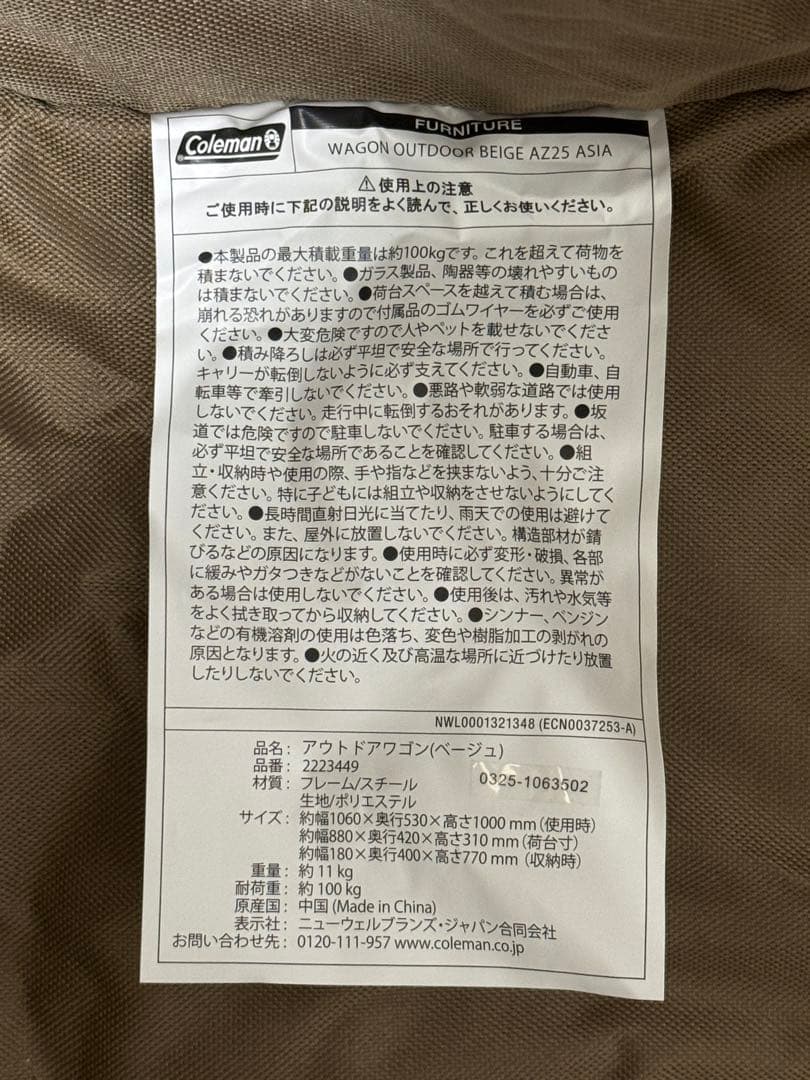 Coleman
FURNITURE
WAGON OUTDOOR BEIGE AZ25 ASIA
⚠使用上の注意
ご使用時に下記の説明をよく読んで、正しくお使いください。
●本製品の最大積載重量は約100kgです。これを超えて荷物を
積まないでください。●ガラス製品、陶器等の壊れやすいもの
は積まないでください。●荷台スペースを越えて積む場合は、
崩れる恐れがありますので付属品のゴムワイヤーを必ずご使用
ください。●大変危険ですので人やペットを載せないでくださ
い。●積み降ろしは必ず平坦で安全な場所で行ってください。
キャリーが転倒しないように必ず支えてください。●自動車、自
転車等で牽引しないでください。●悪路や軟弱な道路では使用
しないでください。走行中に転倒するおそれがあります。●坂
道では危険ですので駐車しないでください。駐車する場合は、
必ず平坦で安全な場所であることを確認してください。●組
立・収納時や使用の際、手や指などを挟まないよう、十分ご注
意ください。特に子どもには組立や収納をさせないようにしてく
ださい。●長時間直射日光に当てたり、雨天での使用は避けて
ください。また、屋外に放置しないでください。構造部材が錆
びるなどの原因になります。●使用時に必ず変形・破損、各部
に緩みやガタつきなどがないことを確認してください。異常が
ある場合は使用しないでください。●使用後は、汚れや水気等
をよく拭き取ってから収納してください。●シンナー、ベンジン
などの有機溶剤の使用は色落ち、変色や樹脂加工の剥がれの
原因となります。●火の近く及び高温な場所に近づけたり放置
したりしないでください。
NWL0001321348 (ECN0037253-A)
品名： アウトドアワゴン(ベージュ)
品番： 2223449
0325-1063502
材質： フレーム/スチール
生地/ポリエステル
サイズ： 約幅1060×奥行530×高さ1000 mm（使用時）
約幅880×奥行420×高さ310 mm（荷台寸）
約幅180×奥行400×高さ770 mm（収納時）
重量： 約 11 kg
耐荷重： 約 100 kg
原産国： 中国 (Made in China)
表示社： ニューウェルブランズ・ジャパン合同会社
お問い合わせ先： 0120-111-957 www.coleman.co.jp